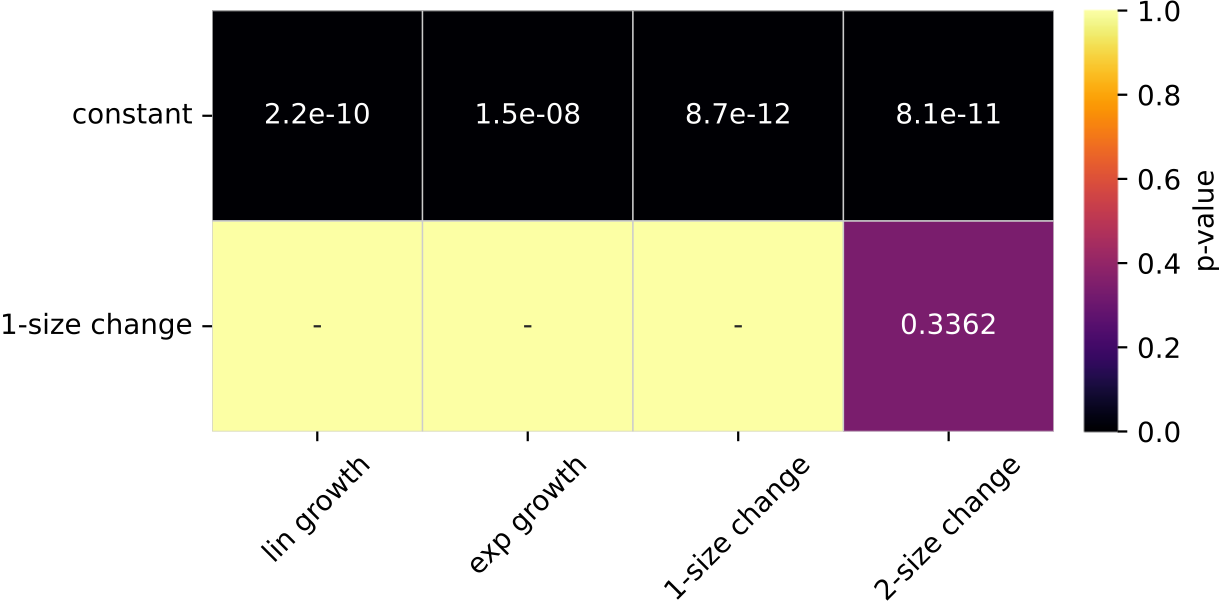 constant
2.2e-10 1.5e-08 8.7e-12 8.1e-11
1-size change
- - - 0.3362
lin growth
exp growth
1-size change
2-size change
1.0
0.8
0.6
0.4
0.2
0.0
p-value